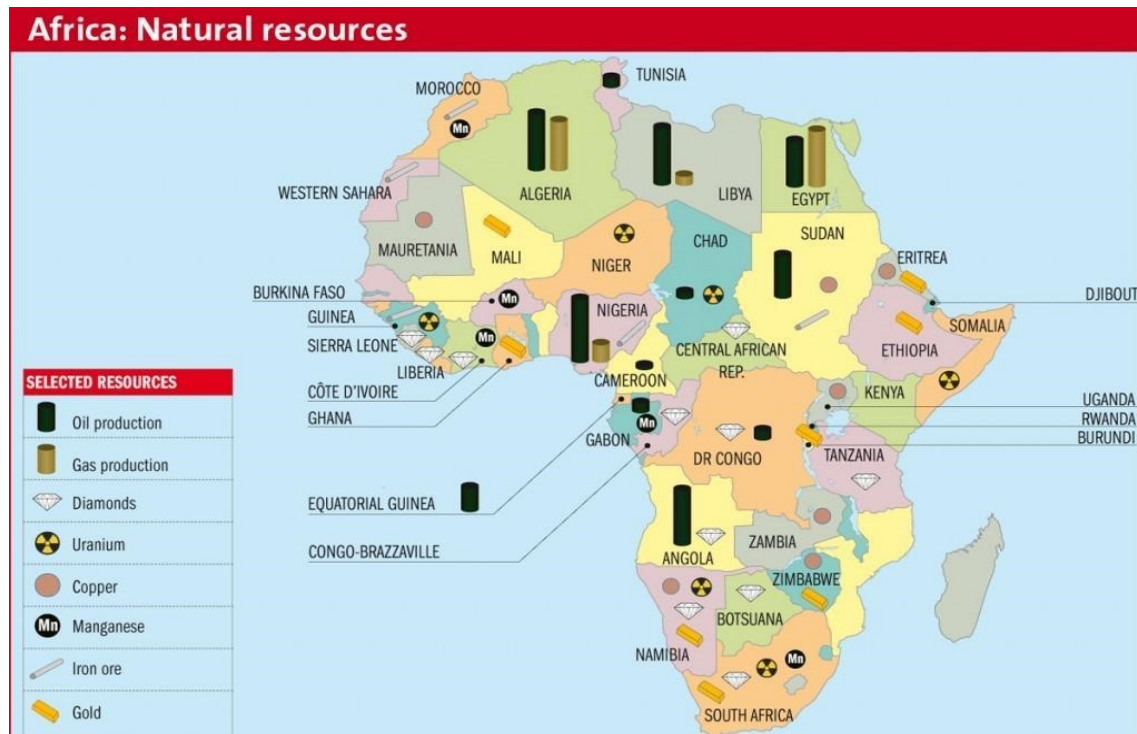 Africa: Natural resources
MOROCCO
TUNISIA
Mn
WESTERN SAHARA
ALGERIA
LIBYA
EGYPT
MAURETANIA
MALI
NIGER
CHAD
SUDAN
ERITREA
BURKINA FASO
Mn
NIGERIA
DJIBOUT
GUINEA
SOMALIA
SIERRA LEONE
Mn
ETHIOPIA
LIBERIA
CENTRAL AFRICAN
REP.
CAMEROON
KENYA
CÔTE D'IVOIRE
UGANDA
GHANA
RWANDA
GABON
Mn
BURUNDI
DR CONGO
TANZANIA
EQUATORIAL GUINEA
CONGO-BRAZZAVILLE
ANGOLA
ZAMBIA
ZIMBABWE
BOTSUANA
NAMIBIA
Mn
SOUTH AFRICA
SELECTED RESOURCES
Oil production
Gas production
Diamonds
Uranium
Copper
Mn Manganese
Iron ore
Gold